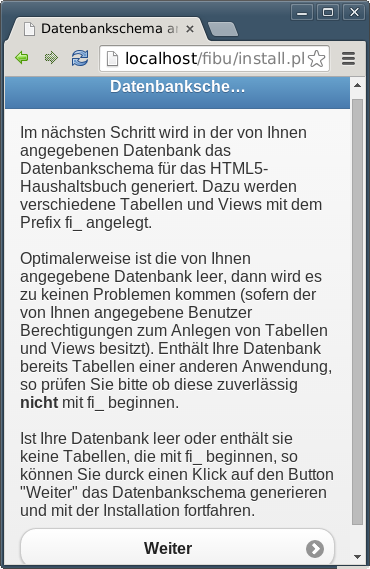 Datenbankschema an
localhost/fibu/install.pl
Datenbanksche...
Im nächsten Schritt wird in der von Ihnen
angegebenen Datenbank das
Datenbankschema für das HTML5-
Haushaltsbuch generiert. Dazu werden
verschiedene Tabellen und Views mit dem
Prefix fi_ angelegt.
Optimalerweise ist die von Ihnen
angegebene Datenbank leer, dann wird es
zu keinen Problemen kommen (sofern der
von Ihnen angegebene Benutzer
Berechtigungen zum Anlegen von Tabellen
und Views besitzt). Enthält Ihre Datenbank
bereits Tabellen einer anderen Anwendung,
so prüfen Sie bitte ob diese zuverlässig
nicht mit fi_ beginnen.
Ist Ihre Datenbank leer oder enthält sie
keine Tabellen, die mit fi_ beginnen, so
können Sie durck einen Klick auf den Button
"Weiter" das Datenbankschema generieren
und mit der Installation fortfahren.
Weiter